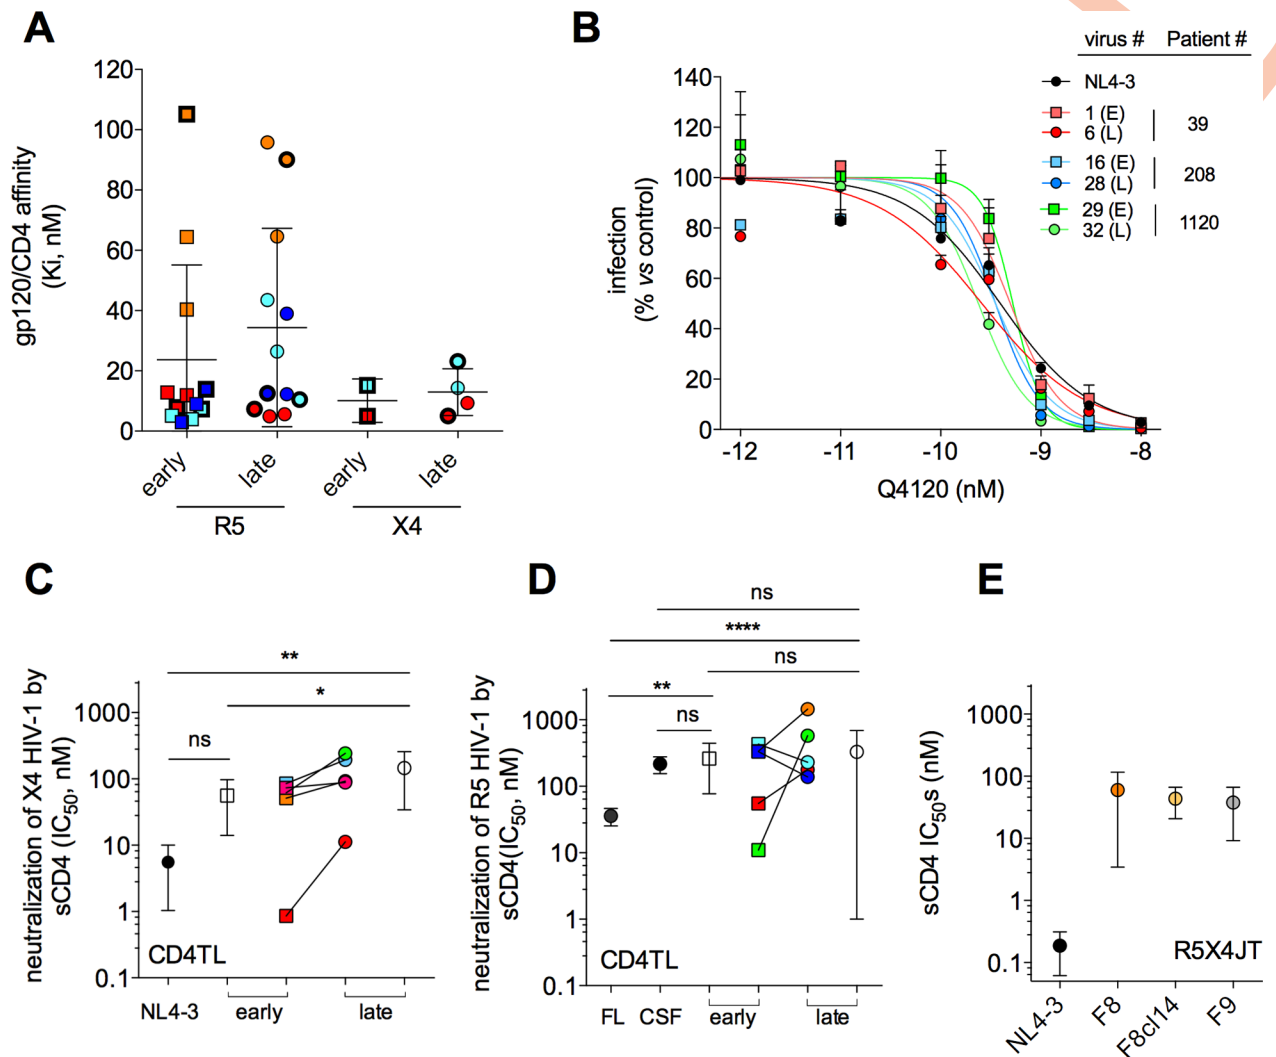 A
120
100
80
60
40
20
0
gp120/CD4 affinity
(Ki, nM)
early
late
early
late
R5
X4
B
virus #
Patient #
NL4-3
1 (E)
6 (L)
39
16 (E)
28 (L)
208
29 (E)
32 (L)
1120
140
120
100
80
60
40
20
0
infection
(% vs control)
-12
-11
-10
-9
-8
Q4120 (nM)
C
**
*
ns
1000
100
10
1
0.1
neutralization of X4 HIV-1 by
sCD4 (IC50, nM)
CD4TL
NL4-3
early
late
D
ns
****
ns
**
ns
1000
100
10
1
0.1
neutralization of R5 HIV-1 by
sCD4(IC50, nM)
CD4TL
FL
CSF
early
late
E
1000
100
10
1
0.1
sCD4 IC50s (nM)
R5X4JT
NL4-3
F8
F8cl14
F9